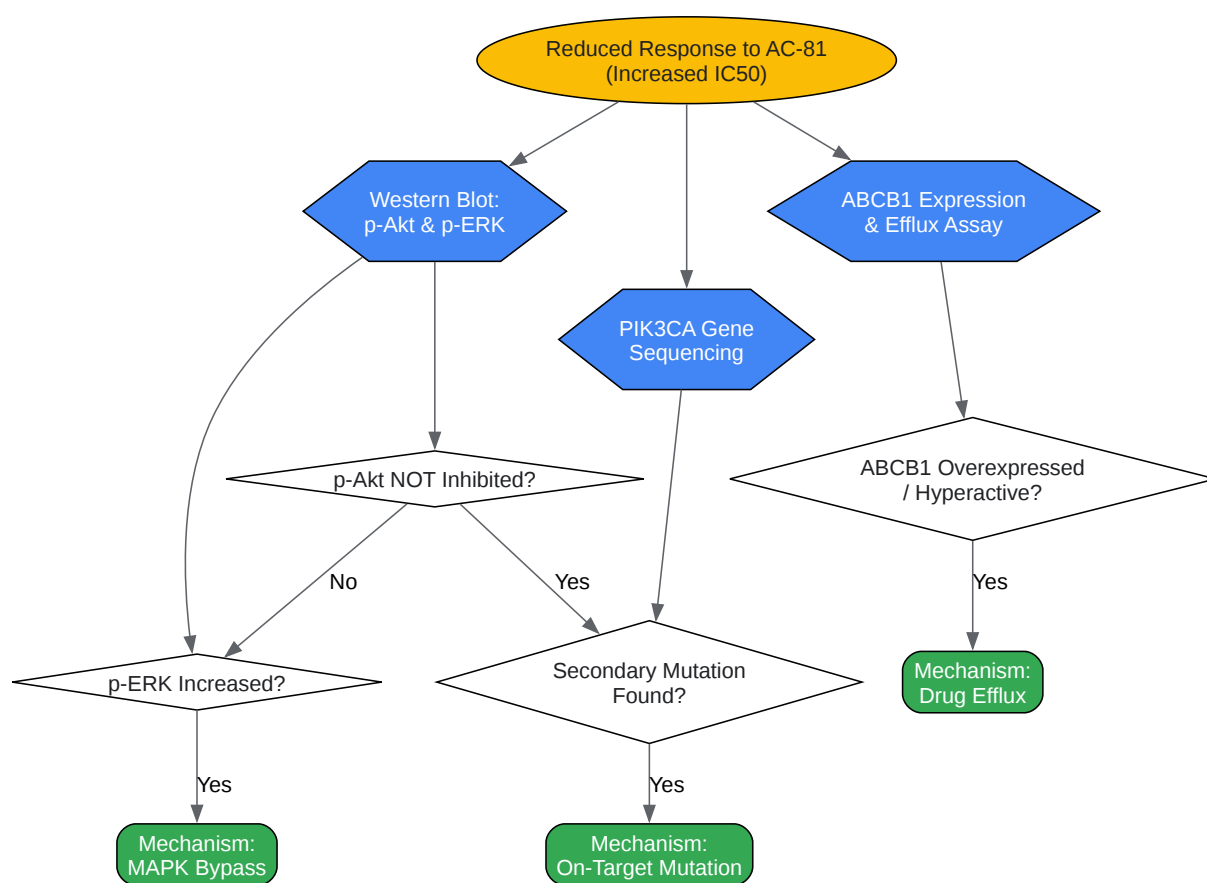 Reduced Response to AC-81
(Increased IC50)
Western Blot:
p-Akt & p-ERK
ABCB1 Expression
& Efflux Assay
PIK3CA Gene
Sequencing
p-Akt NOT Inhibited?
ABCB1 Overexpressed
/ Hyperactive?
No
Yes
Yes
p-ERK Increased?
Secondary Mutation
Found?
Mechanism:
Drug Efflux
Yes
Yes
Mechanism:
MAPK Bypass
Mechanism:
On-Target Mutation